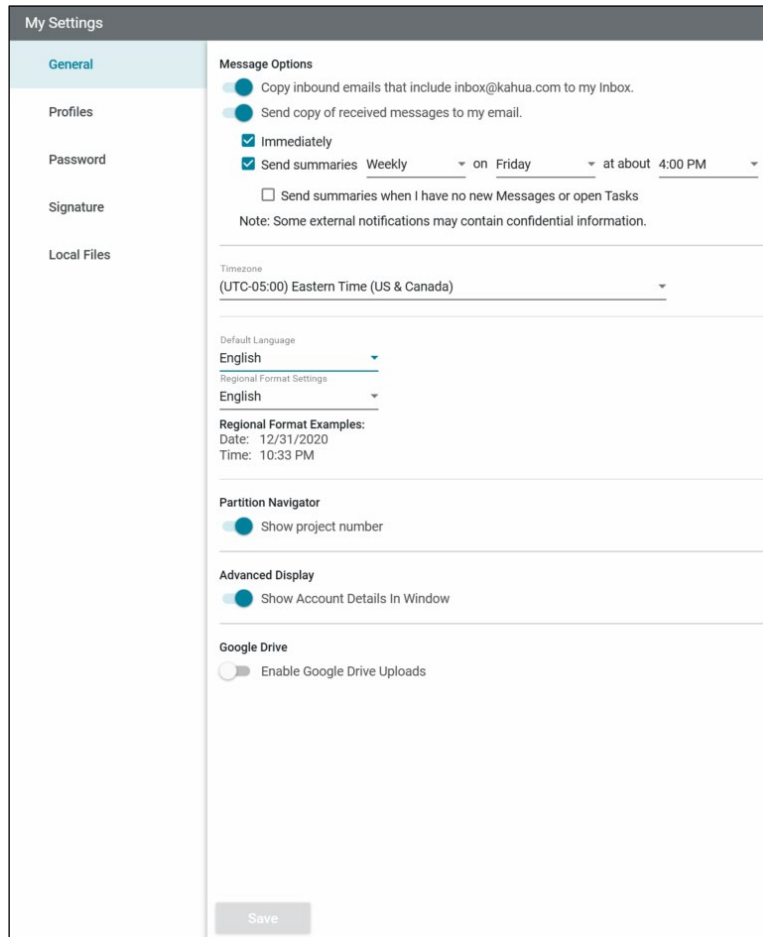 My Settings
General
Profiles
Password
Signature
Local Files
Message Options
Copy inbound emails that include inbox@kahua.com to my Inbox.
Send copy of received messages to my email.
Immediately
Send summaries Weekly on Friday at about 4:00 PM
Send summaries when I have no new Messages or open Tasks
Note: Some external notifications may contain confidential information.
Timezone
(UTC-05:00) Eastern Time (US & Canada)
Default Language
English
Regional Format Settings
English
Regional Format Examples:
Date: 12/31/2020
Time: 10:33 PM
Partition Navigator
Show project number
Advanced Display
Show Account Details In Window
Google Drive
Enable Google Drive Uploads
Save